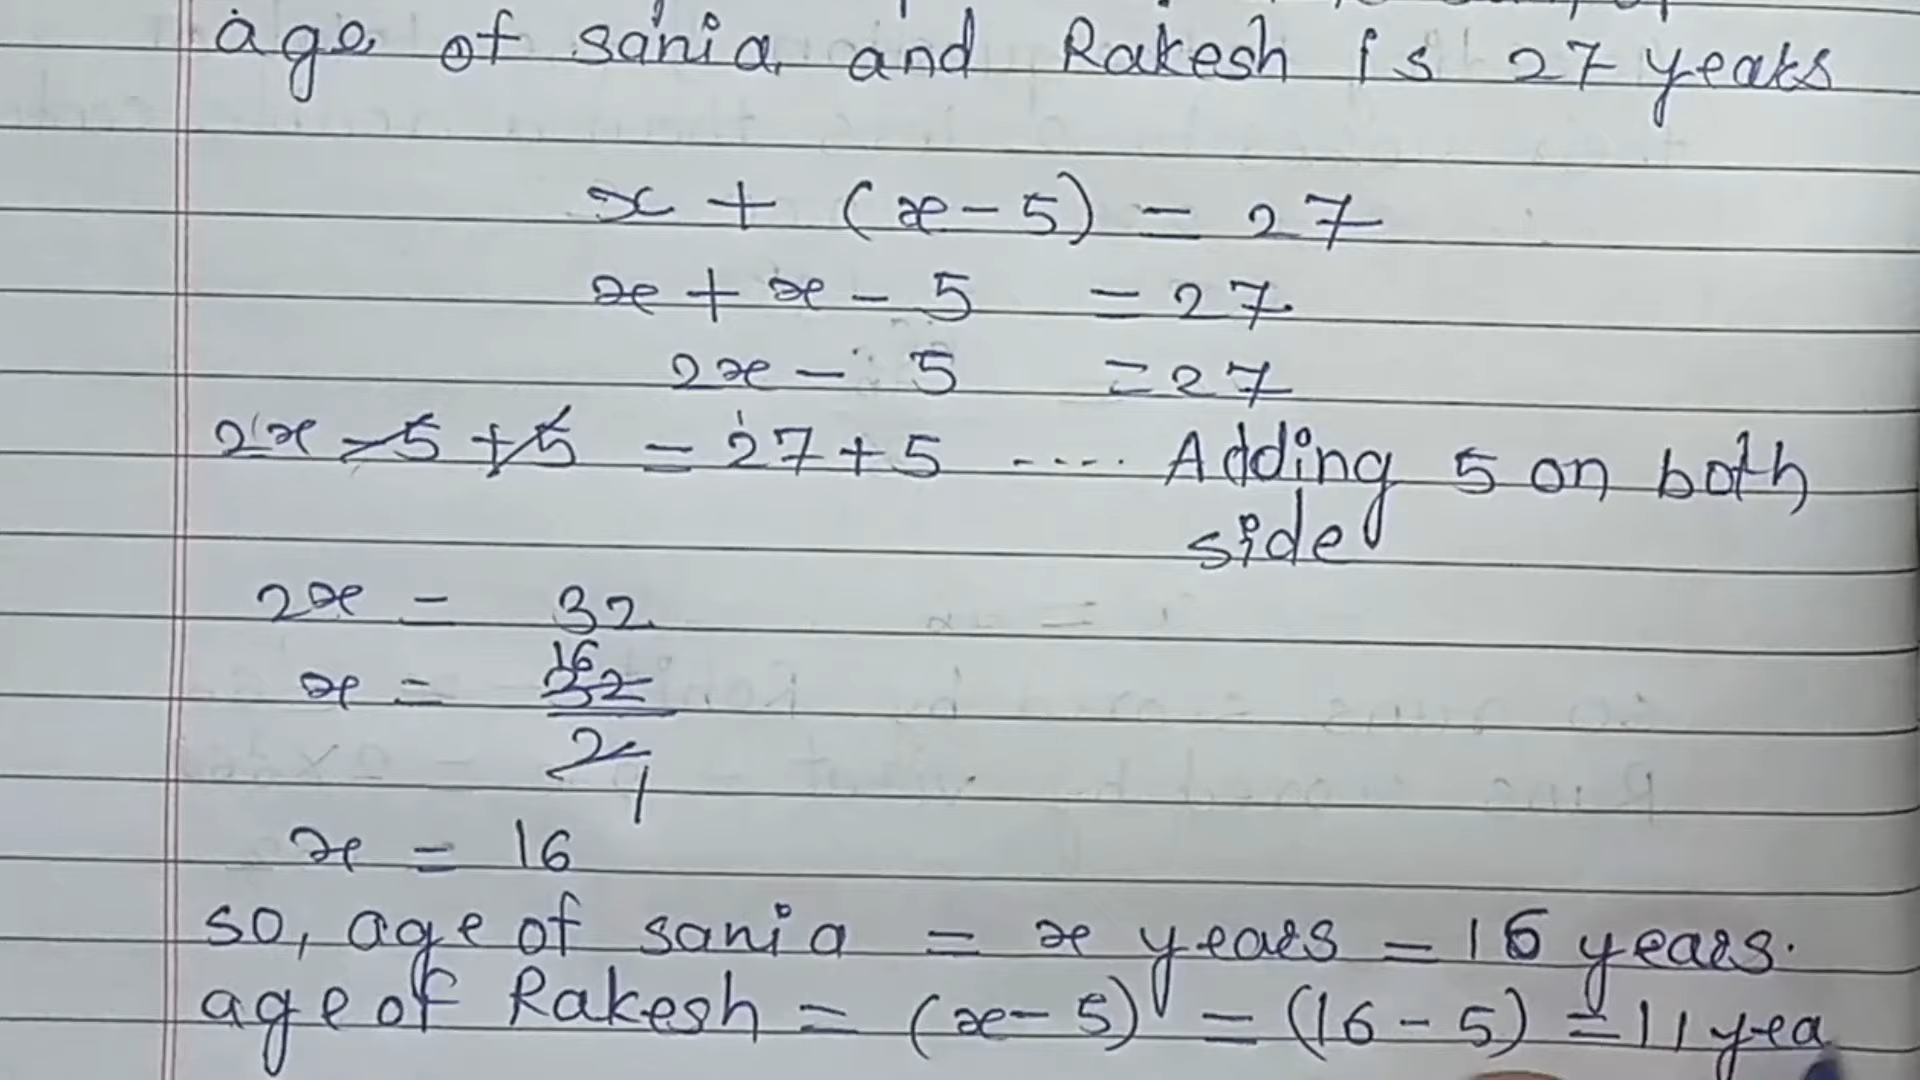 age of sania and Rakesh is 27 years
x + (x - 5) = 27
x + x - 5 = 27
2x - 5 = 27
2x - 5 + 5 = 27 + 5 .... Adding 5 on both
side
2x = 32
16
x = 32
2 1
x = 16
so, age of sania = x years = 16 years.
age of Rakesh = (x - 5) = (16 - 5) = 11 yea